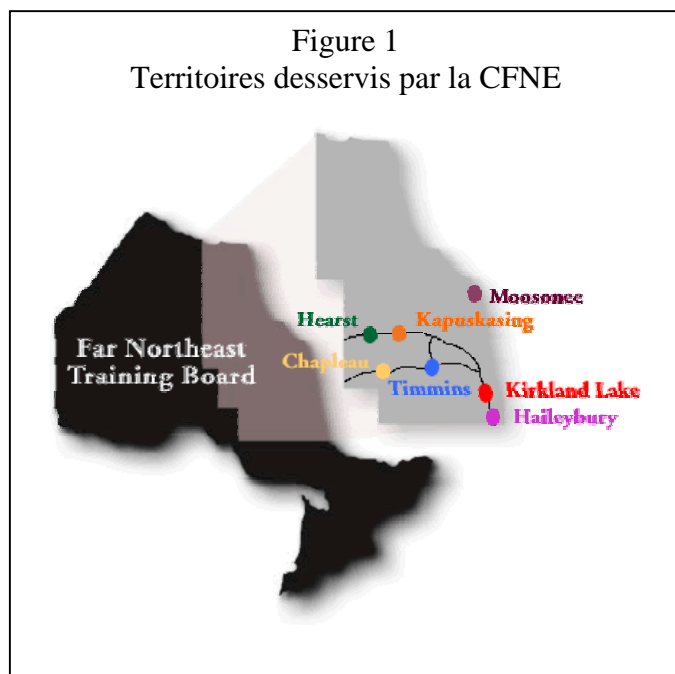 Figure 1
Territoires desservis par la CFNE
Moosonee
Hearst
Kapuskasing
Far Northeast
Training Board
Chapleau
Timmins
Kirkland Lake
Haileybury